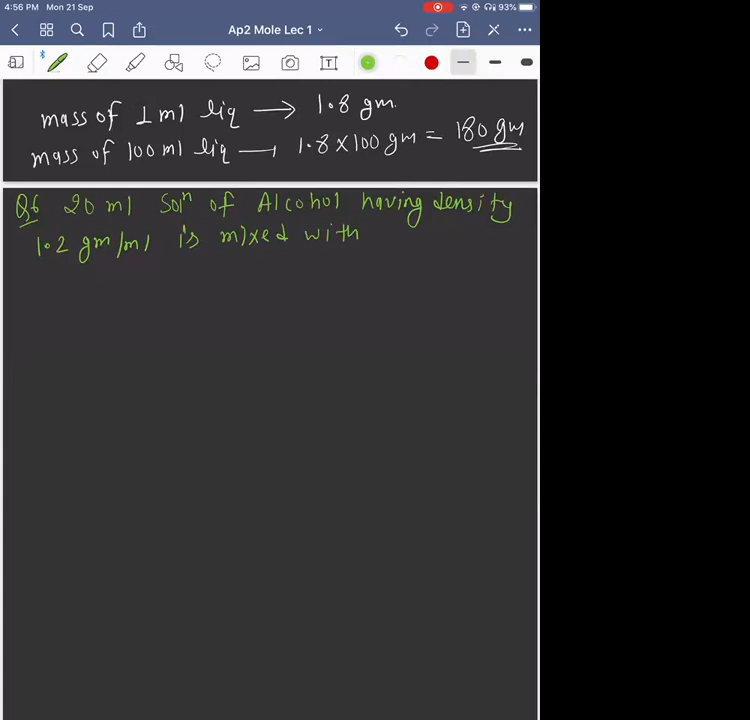 4:56 PM Mon 21 Sep 93%
Ap2 Mole Lec 1
T
mass of 1 ml liq → 1.8 gm.
mass of 100 ml liq → 1.8 × 100 gm = 180 gm
Q6 20 ml Solⁿ of Alcohol having density
1.2 gm/ml is mixed with